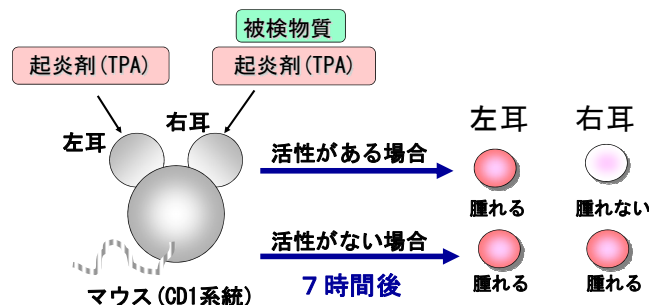 被検物質
起炎剤(TPA)
起炎剤(TPA)
左耳
右耳
左耳
右耳
活性がある場合
腫れる
腫れない
活性がない場合
7時間後
腫れる
腫れる
マウス(CD1系統)